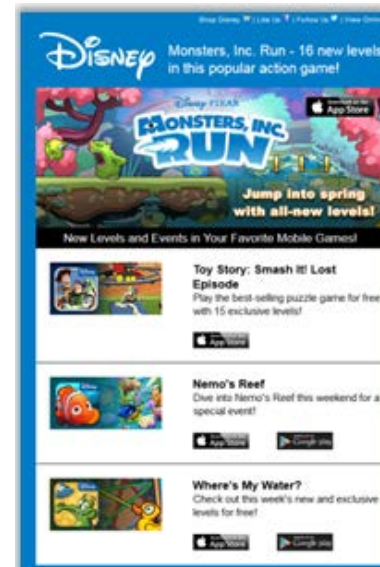 Shop Disney | Like Us | Follow Us | View Online
Disney
Monsters, Inc. Run - 16 new levels
in this popular action game!
Disney PIXAR
Download on the
App Store
MONSTERS, INC.
RUN
Jump into spring
with all-new levels!
New Levels and Events in Your Favorite Mobile Games!
Toy Story: Smash It! Lost
Episode
Play the best-selling puzzle game for free
with 15 exclusive levels!
App Store
Nemo's Reef
Dive into Nemo's Reef this weekend for a
special event!
App Store
Google play
Where's My Water?
Check out this week's new and exclusive
levels for free!
App Store
Google play